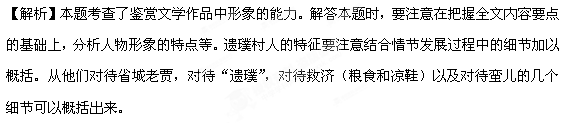 【解析】本题考查了鉴赏文学作品中形象的能力。解答本题时，要注意在把握全文内容要点
的基础上，分析人物形象的特点等。遗璞村人的特征要注意结合情节发展过程中的细节加以
概括。从他们对待省城老贾，对待“遗璞”，对待救济（粮食和凉鞋）以及对待蛮儿的几个
细节可以概括出来。